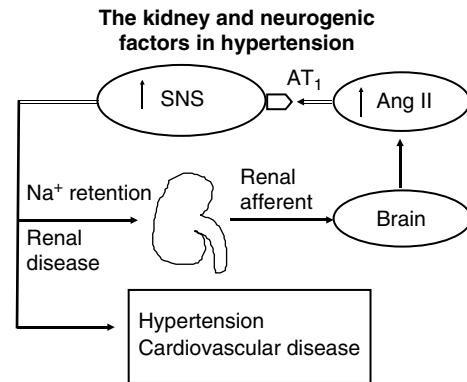 The kidney and neurogenic
factors in hypertension
SNS
AT₁
Ang II
Na⁺ retention
Renal
disease
Renal
afferent
Brain
Hypertension
Cardiovascular disease